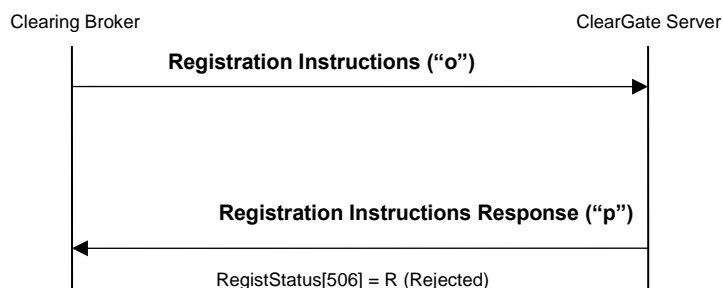 Clearing Broker
ClearGate Server
Registration Instructions (“o”)
Registration Instructions Response (“p”)
RegistStatus[506] = R (Rejected)